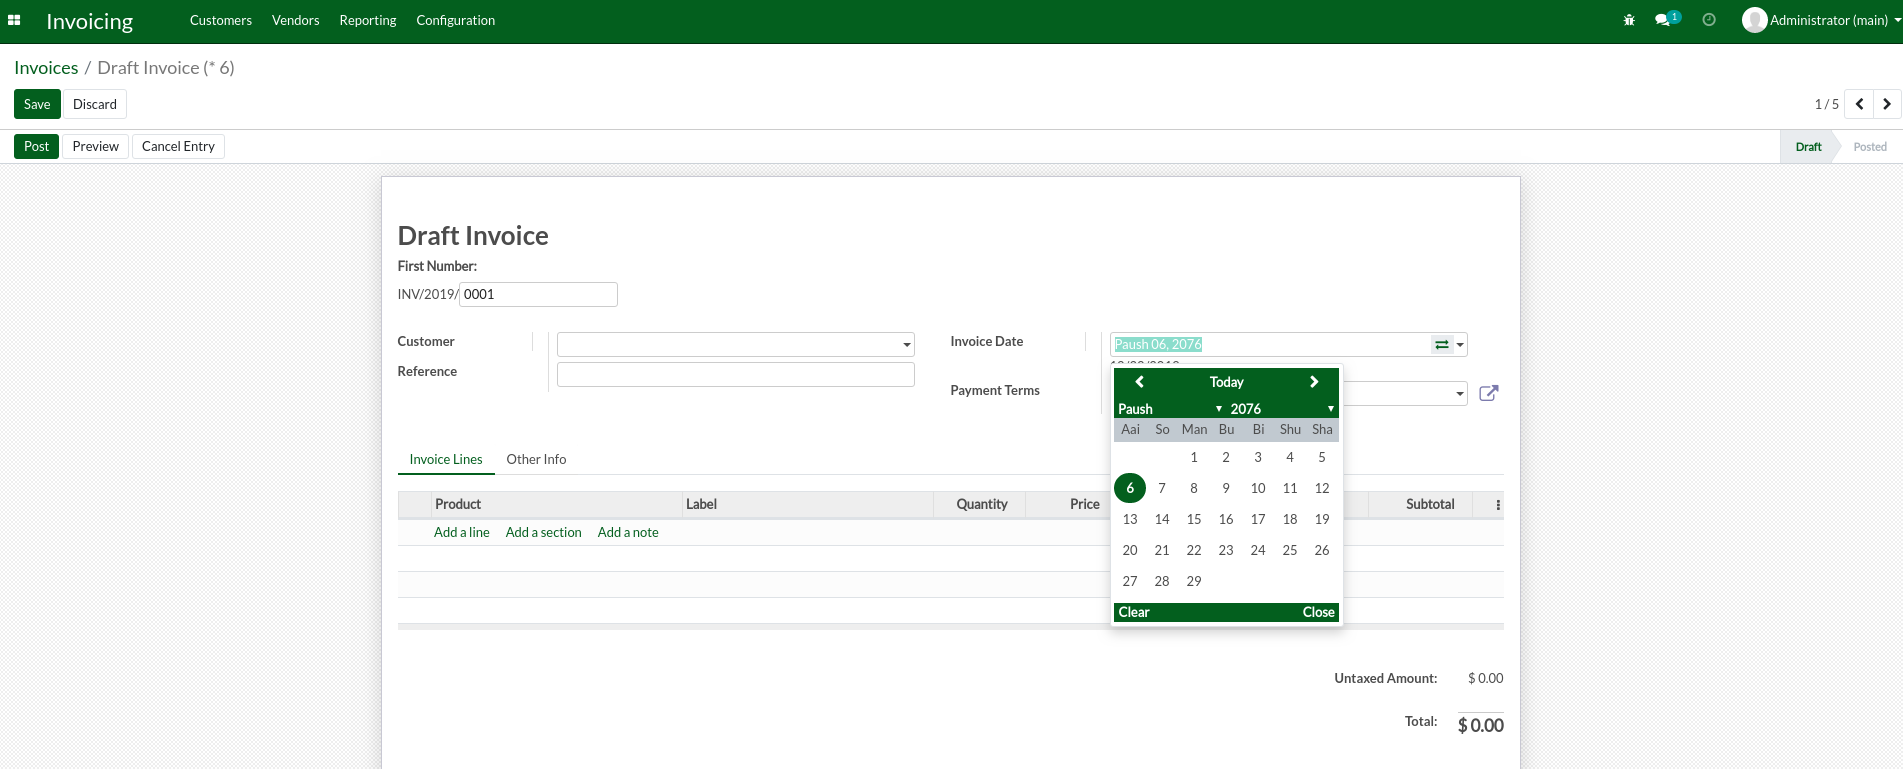 Invoicing Customers Vendors Reporting Configuration 1 Administrator (main)
Invoices / Draft Invoice (* 6)
Save Discard 1 / 5
Post Preview Cancel Entry Draft Posted
Draft Invoice
First Number:
INV/2019/ 0001
Customer Invoice Date Paush 06, 2076
Reference
Payment Terms
Today
Paush 2076
Aai So Man Bu Bi Shu Sha
1 2 3 4 5
6 7 8 9 10 11 12
13 14 15 16 17 18 19
20 21 22 23 24 25 26
27 28 29
Clear Close
Invoice Lines Other Info
Product Label Quantity Price Subtotal
Add a line Add a section Add a note
Untaxed Amount: $ 0.00
Total: $ 0.00